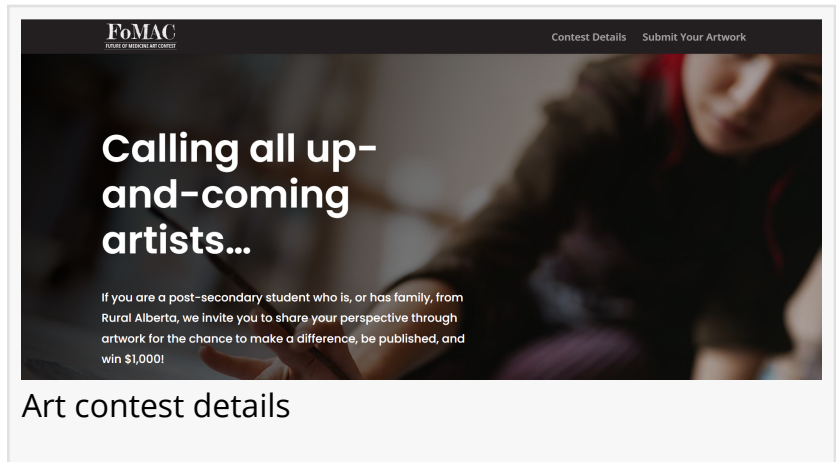 FoMAC
FUTURE OF MEDICINE ART CONTEST
Contest Details
Submit Your Artwork
Calling all up-
and-coming
artists...
If you are a post-secondary student who is, or has family, from
Rural Alberta, we invite you to share your perspective through
artwork for the chance to make a difference, be published, and
win $1,000!
Art contest details